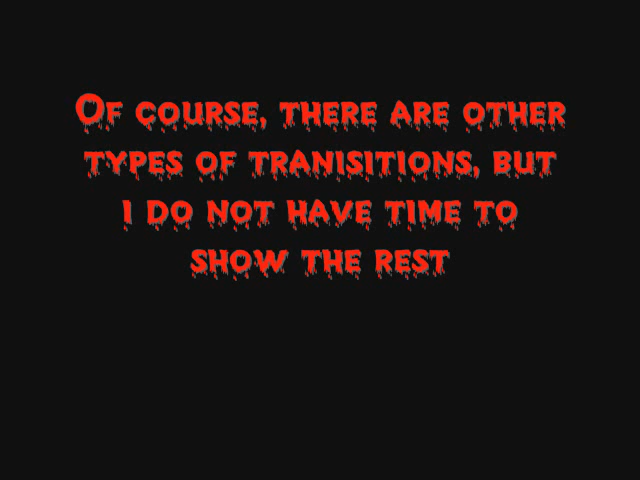 Of course, there are other
types of tranisitions, but
I do not have time to
show the rest